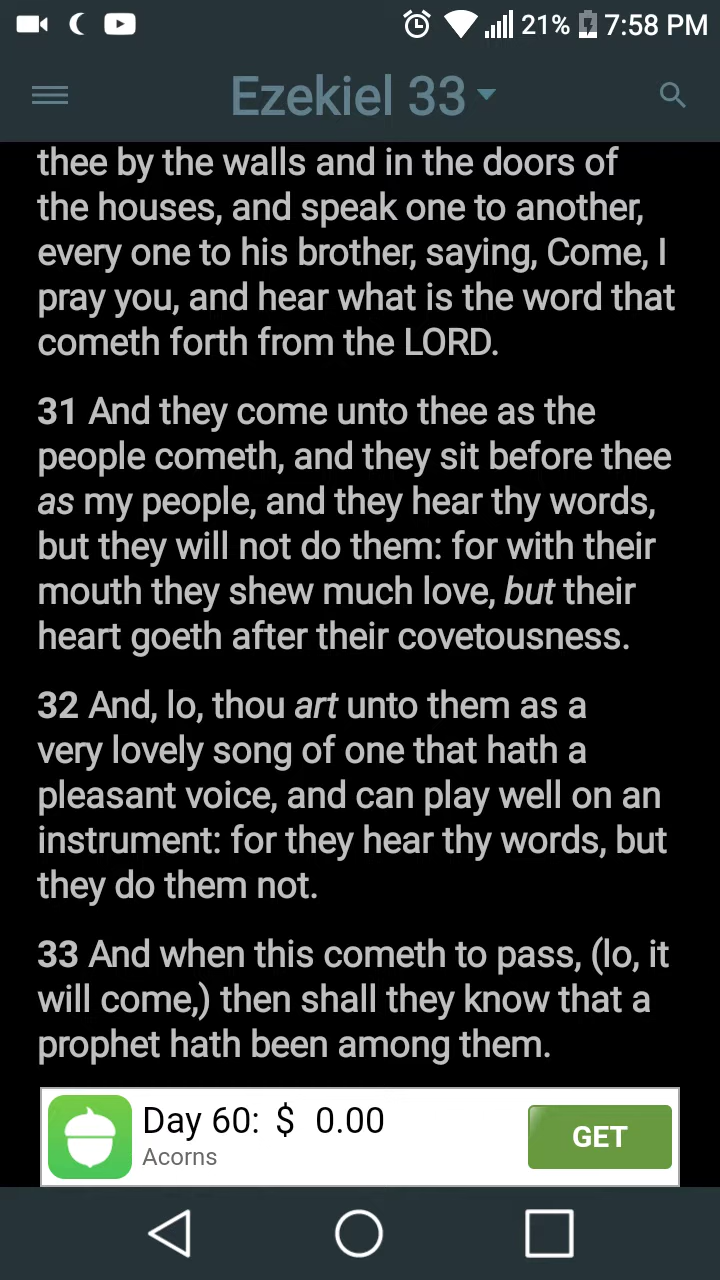 21% 7:58 PM
Ezekiel 33
thee by the walls and in the doors of
the houses, and speak one to another,
every one to his brother, saying, Come, I
pray you, and hear what is the word that
cometh forth from the LORD.
31 And they come unto thee as the
people cometh, and they sit before thee
as my people, and they hear thy words,
but they will not do them: for with their
mouth they shew much love, but their
heart goeth after their covetousness.
32 And, lo, thou art unto them as a
very lovely song of one that hath a
pleasant voice, and can play well on an
instrument: for they hear thy words, but
they do them not.
33 And when this cometh to pass, (lo, it
will come,) then shall they know that a
prophet hath been among them.
Day 60: $ 0.00
Acorns
GET